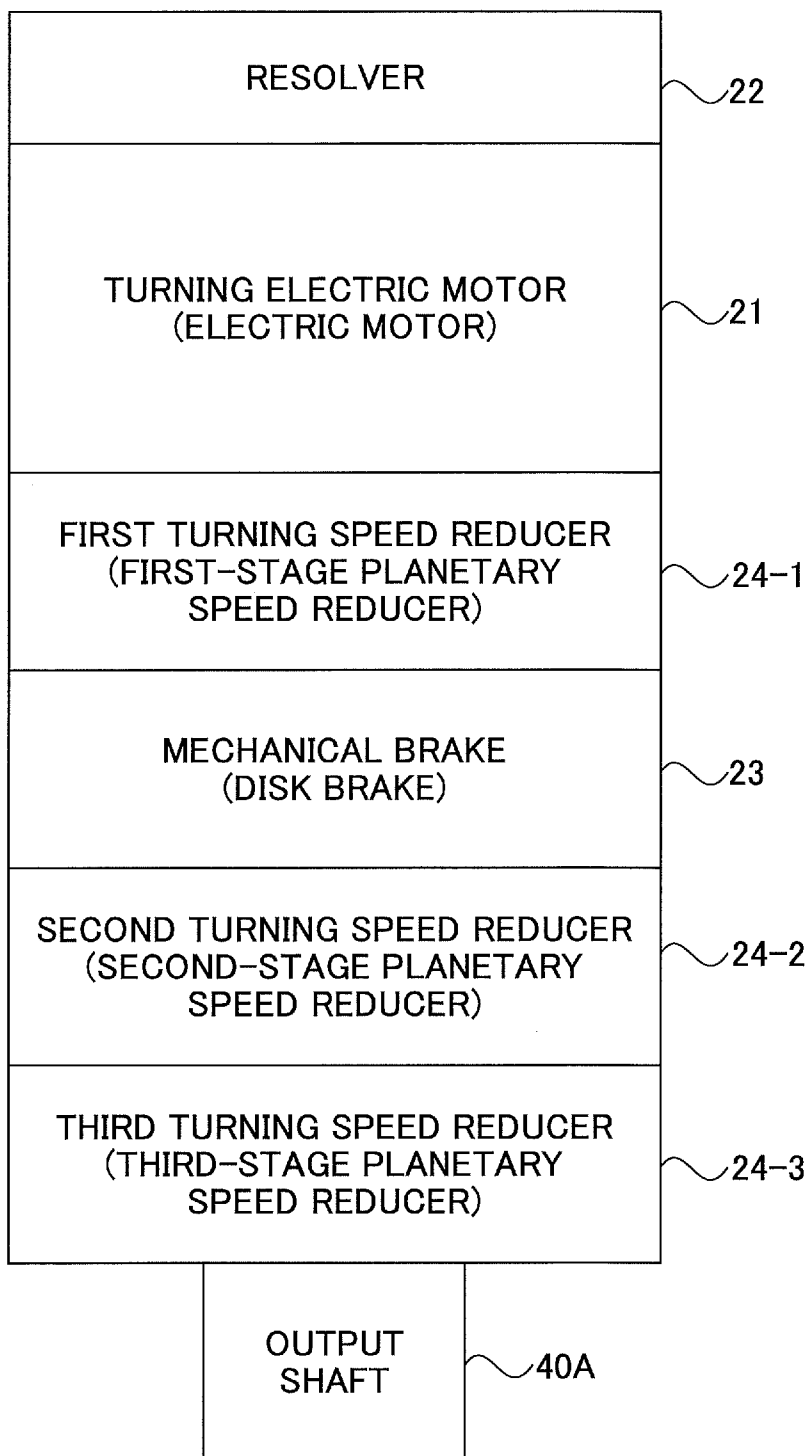 RESOLVER
22
TURNING ELECTRIC MOTOR
(ELECTRIC MOTOR)
21
FIRST TURNING SPEED REDUCER
(FIRST-STAGE PLANETARY
SPEED REDUCER)
24-1
MECHANICAL BRAKE
(DISK BRAKE)
23
SECOND TURNING SPEED REDUCER
(SECOND-STAGE PLANETARY
SPEED REDUCER)
24-2
THIRD TURNING SPEED REDUCER
(THIRD-STAGE PLANETARY
SPEED REDUCER)
24-3
OUTPUT
SHAFT
40A